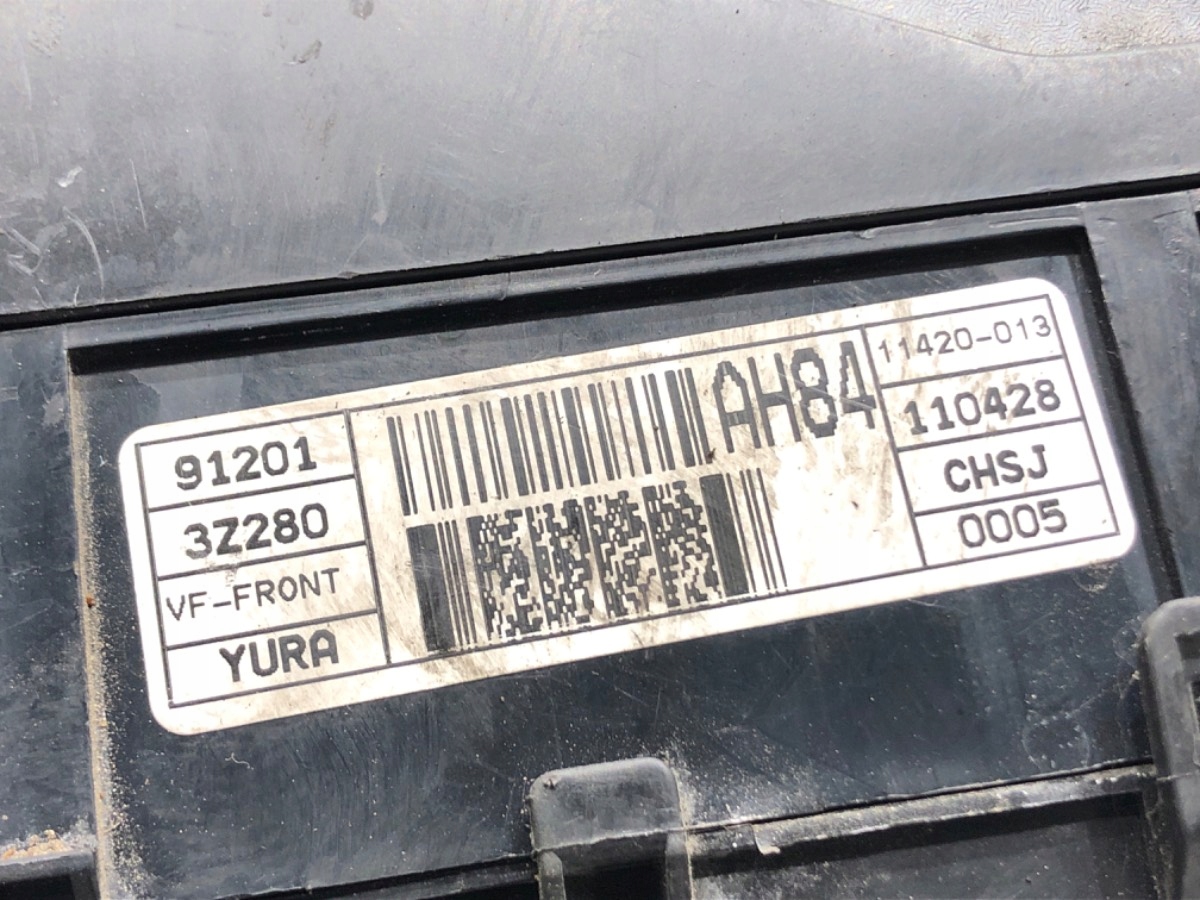 91201
3Z280
VF-FRONT
YURA
AH84
11420-013
110428
CHSJ
0005